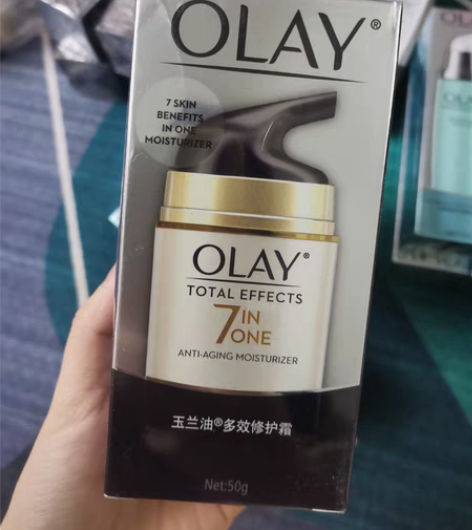 OLAY®
7 SKIN
BENEFITS
IN ONE
MOISTURIZER
OLAY®
TOTAL EFFECTS
7 IN
ONE
ANTI-AGING MOISTURIZER
玉兰油®多效修护霜
Net:50g